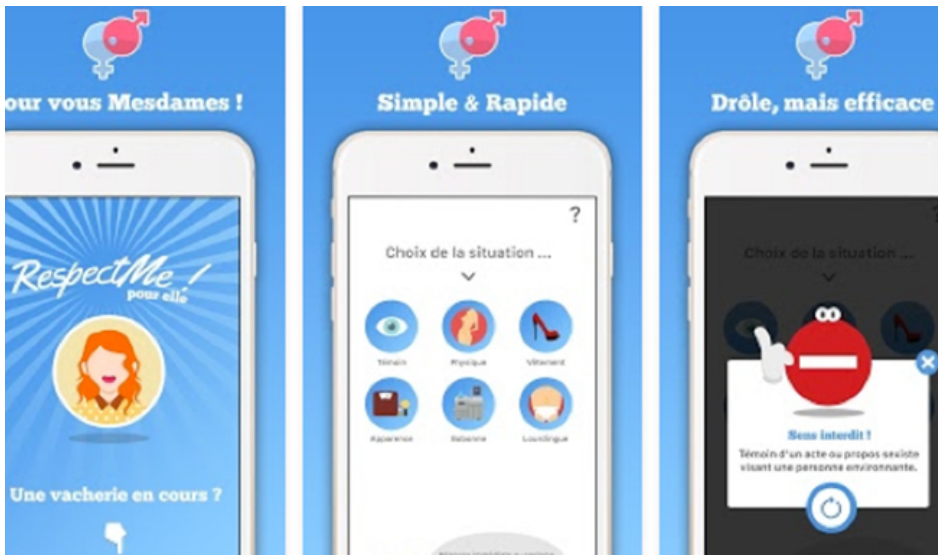 our vous Mesdames !
RespectMe !
pour elle
Une vacherie en cours ?
Simple & Rapide
?
Choix de la situation ...
Témoin
Physique
Vêtement
Apparence
Bobonne
Lourdingue
Drôle, mais efficace
?
Choix de la situation ...
Sens interdit !
Témoin d'un acte ou propos sexiste
visant une personne environnante.